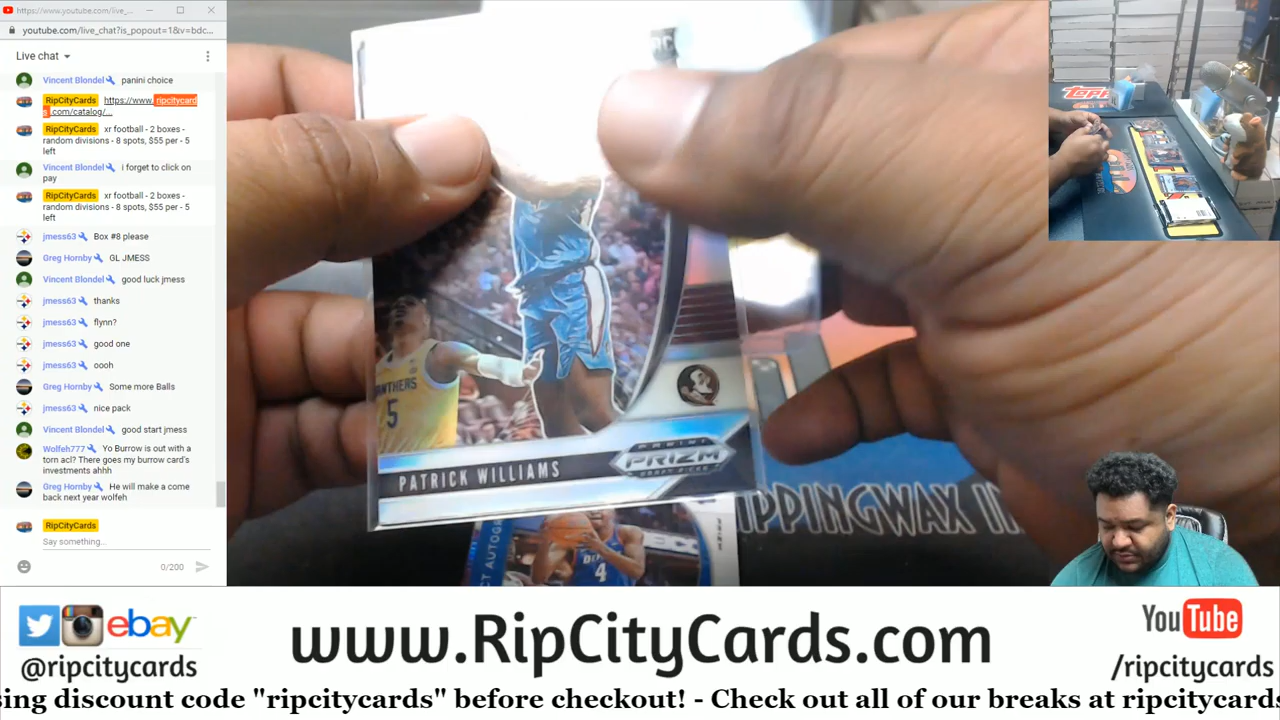 https://www.youtube.com/live_...
youtube.com/live_chat?is_popout=1&v=bdc...
Live chat
Vincent Blondel panini choice
RipCityCards https://www.ripcitycard
s.com/catalog/...
RipCityCards xr football - 2 boxes -
random divisions - 8 spots, $55 per - 5
left
Vincent Blondel i forget to click on
pay
RipCityCards xr football - 2 boxes -
random divisions - 8 spots, $55 per - 5
left
jmess63 Box #8 please
Greg Hornby GL JMESS
Vincent Blondel good luck jmess
jmess63 thanks
jmess63 flynn?
jmess63 good one
jmess63 oooh
Greg Hornby Some more Balls
jmess63 nice pack
Vincent Blondel good start jmess
Wolfeh777 Yo Burrow is out with a
torn acl? There goes my burrow card's
investments ahhh
Greg Hornby He will make a come
back next year wolfeh
RipCityCards
Say something...
0/200
RC
ANTHERS
5
PATRICK WILLIAMS
PANINI
PRIZM
DRAFT PICKS
4
IPPINGWAX
TOPPS
ebay
@ripcitycards
www.RipCityCards.com
YouTube
/ripcitycards
sing discount code "ripcitycards" before checkout! - Check out all of our breaks at ripcitycards